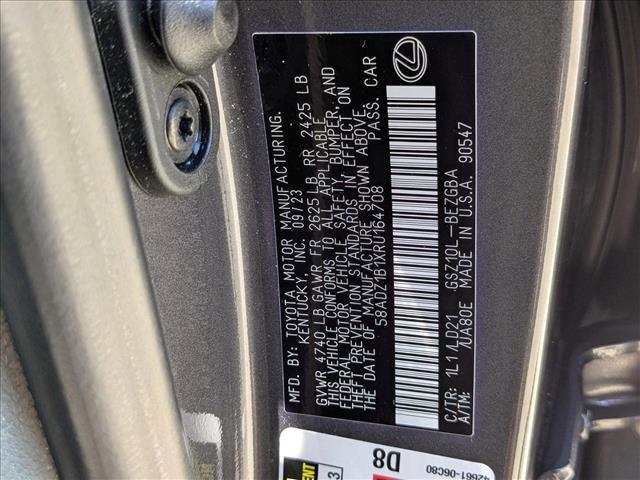 MFD. BY: TOYOTA MOTOR MANUFACTURING.
KENTUCKY, INC. 09/23
GVWR 4740 LB GAWR FR 2625 LB RR 2425 LB
THIS VEHICLE CONFORMS TO ALL APPLICABLE
FEDERAL MOTOR VEHICLE SAFETY, BUMPER, AND
THEFT PREVENTION STANDARDS IN EFFECT ON
THE DATE OF MANUFACTURE SHOWN ABOVE.
58ADZ1B1XRU164708 PASS. CAR
C/TR: 1L1/LD21 GSZ10L-BEZGBA
A/TM: /UA80E MADE IN U.S.A. 90547
D8
42661-06C80
3